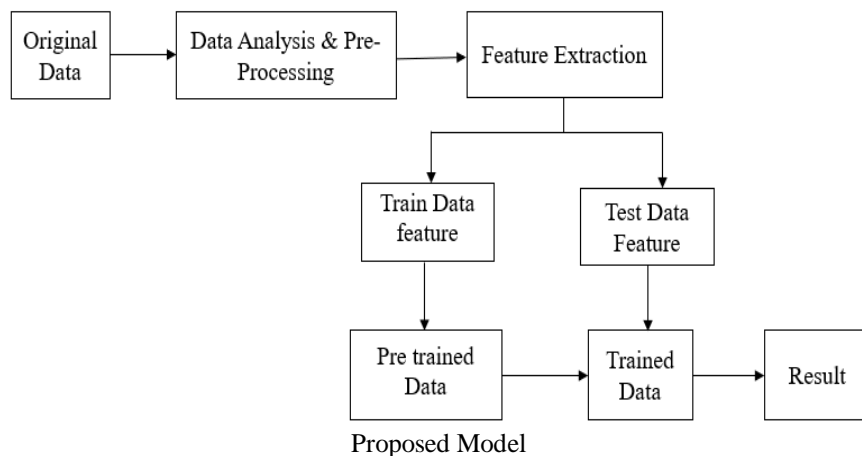 Original
Data
Data Analysis & Pre-
Processing
Feature Extraction
Train Data
feature
Test Data
Feature
Pre trained
Data
Trained
Data
Result
Proposed Model